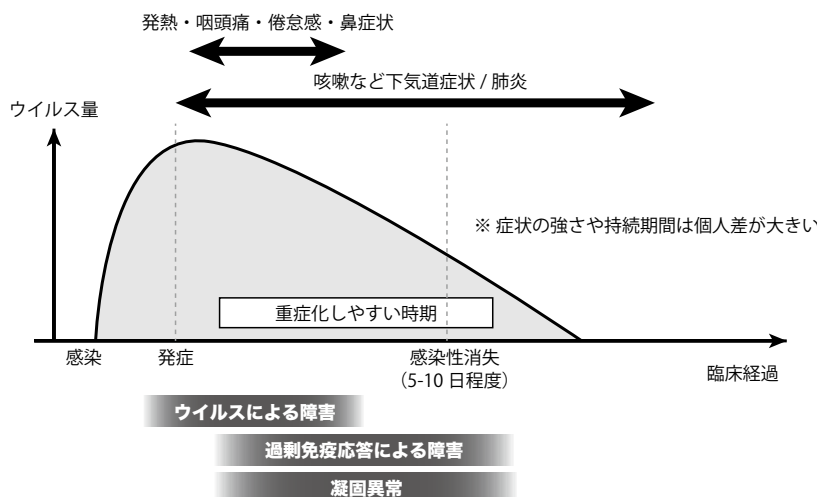 発熱・咽頭痛・倦怠感・鼻症状
咳嗽など下気道症状 / 肺炎
ウイルス量
※ 症状の強さや持続期間は個人差が大きい
重症化しやすい時期
感染
発症
感染性消失
(5-10 日程度)
臨床経過
ウイルスによる障害
過剰免疫応答による障害
凝固異常